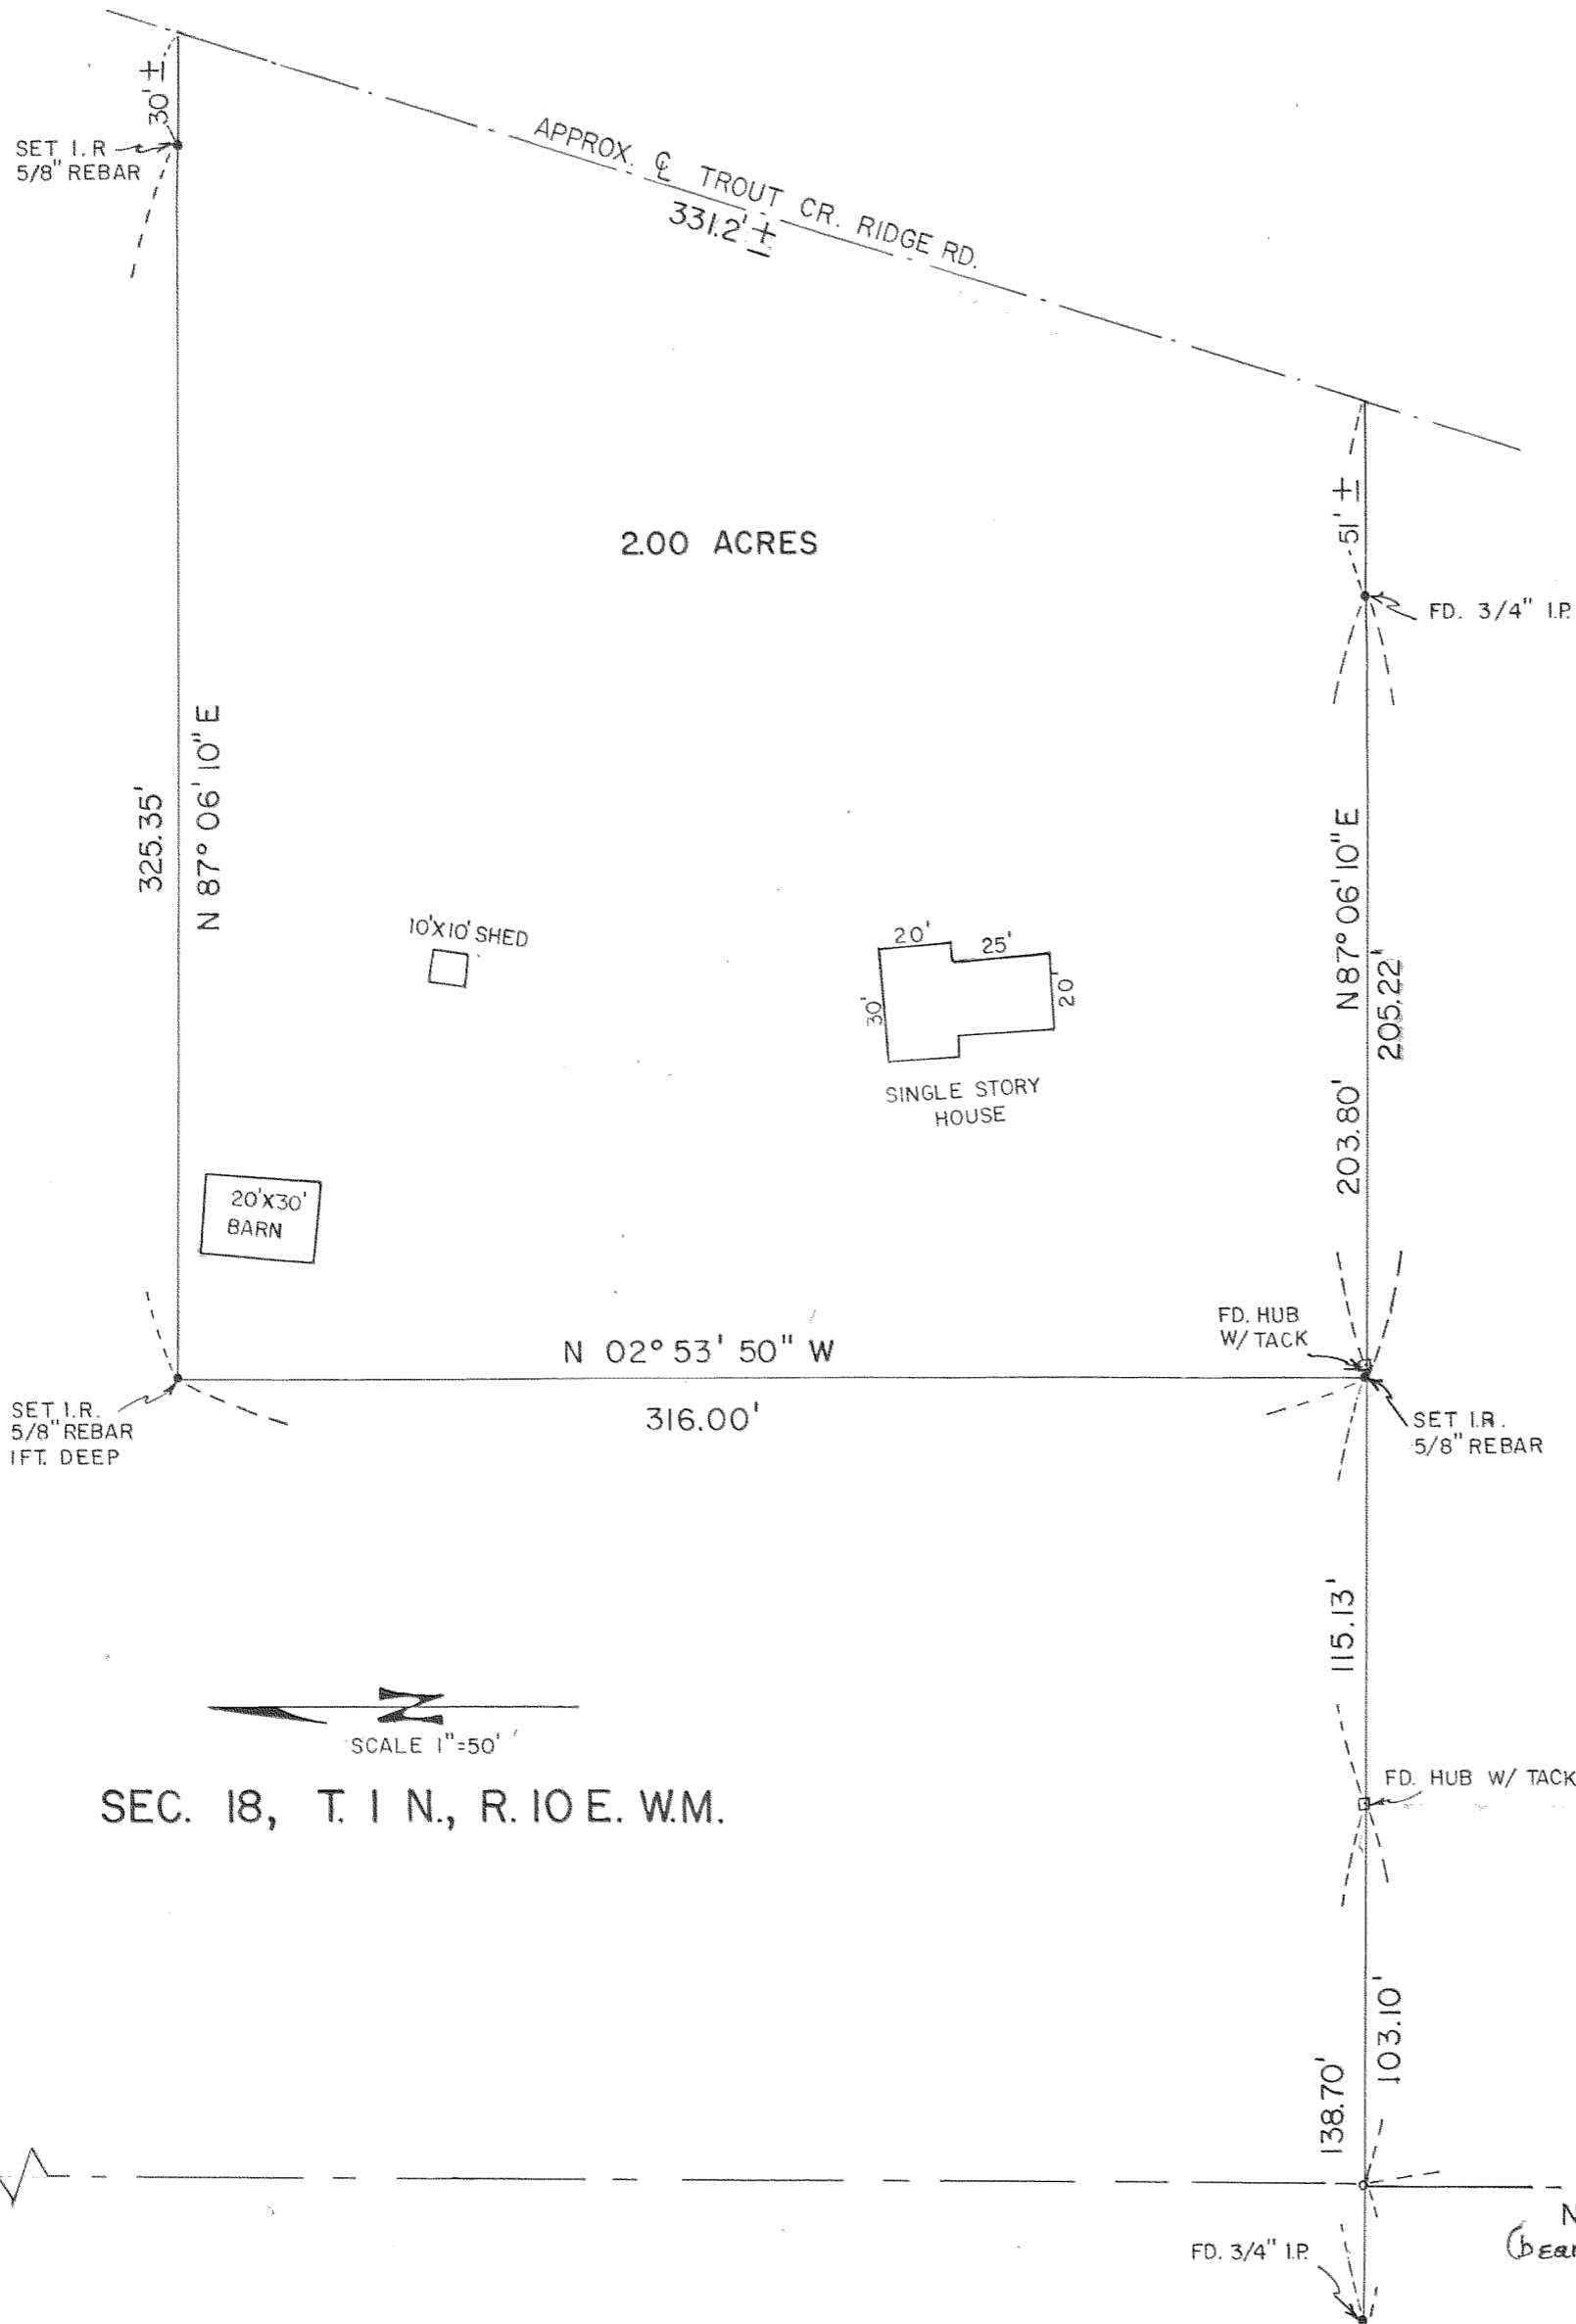 30' ±
SET I.R
5/8" REBAR
APPROX. ℄ TROUT CR. RIDGE RD.
331.2' ±
2.00 ACRES
51' ±
FD. 3/4" I.P.
325.35'
N 87° 06' 10" E
N 87° 06' 10" E
205.22'
203.80'
10'X10' SHED
20'
25'
30'
20'
SINGLE STORY
HOUSE
20'X30'
BARN
FD. HUB
W/ TACK
N 02° 53' 50" W
316.00'
SET I.R.
5/8" REBAR
1FT. DEEP
SET I.R.
5/8" REBAR
115.13'
N
SCALE 1"=50'
SEC. 18, T. 1 N., R. 10 E. W.M.
FD. HUB W/ TACK
138.70'
103.10'
N
FD. 3/4" I.P.